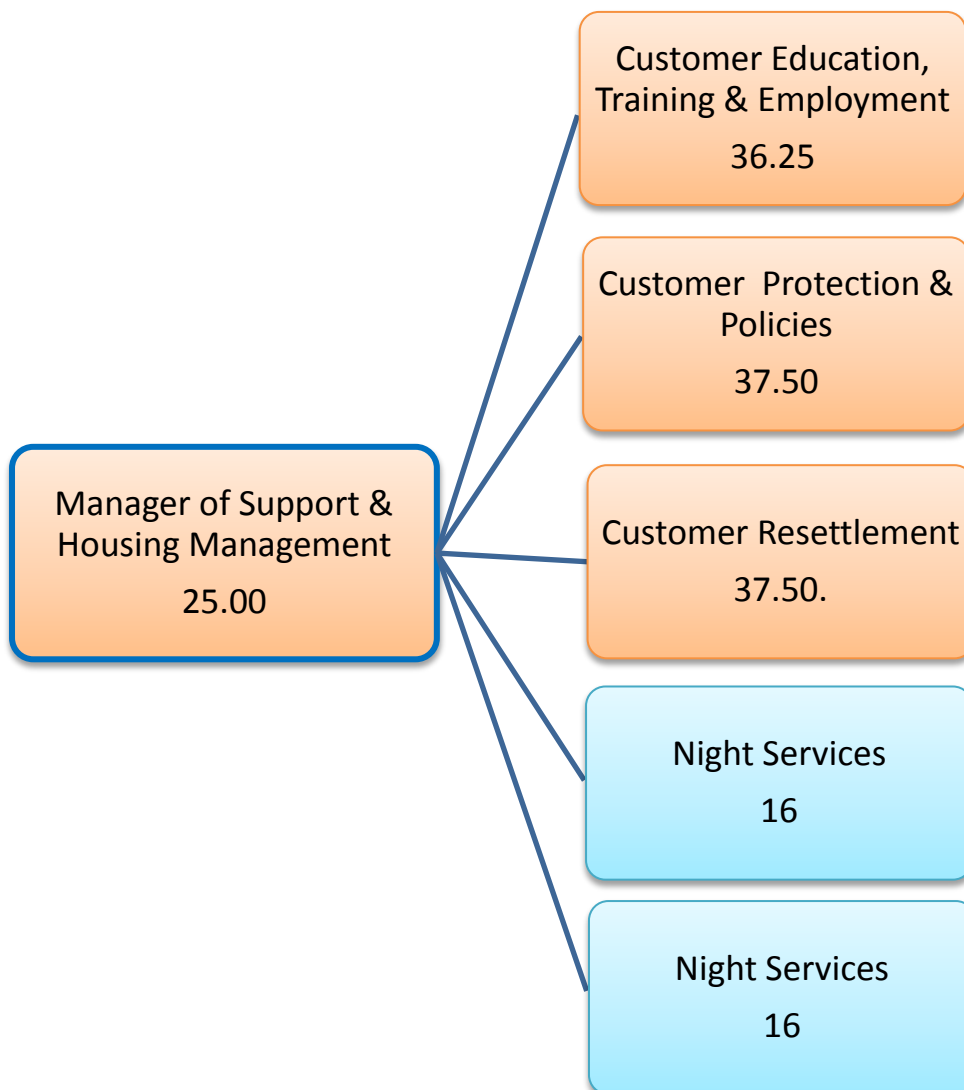 Customer Education,
Training & Employment
36.25
Customer Protection &
Policies
37.50
Manager of Support &
Housing Management
25.00
Customer Resettlement
37.50.
Night Services
16
Night Services
16